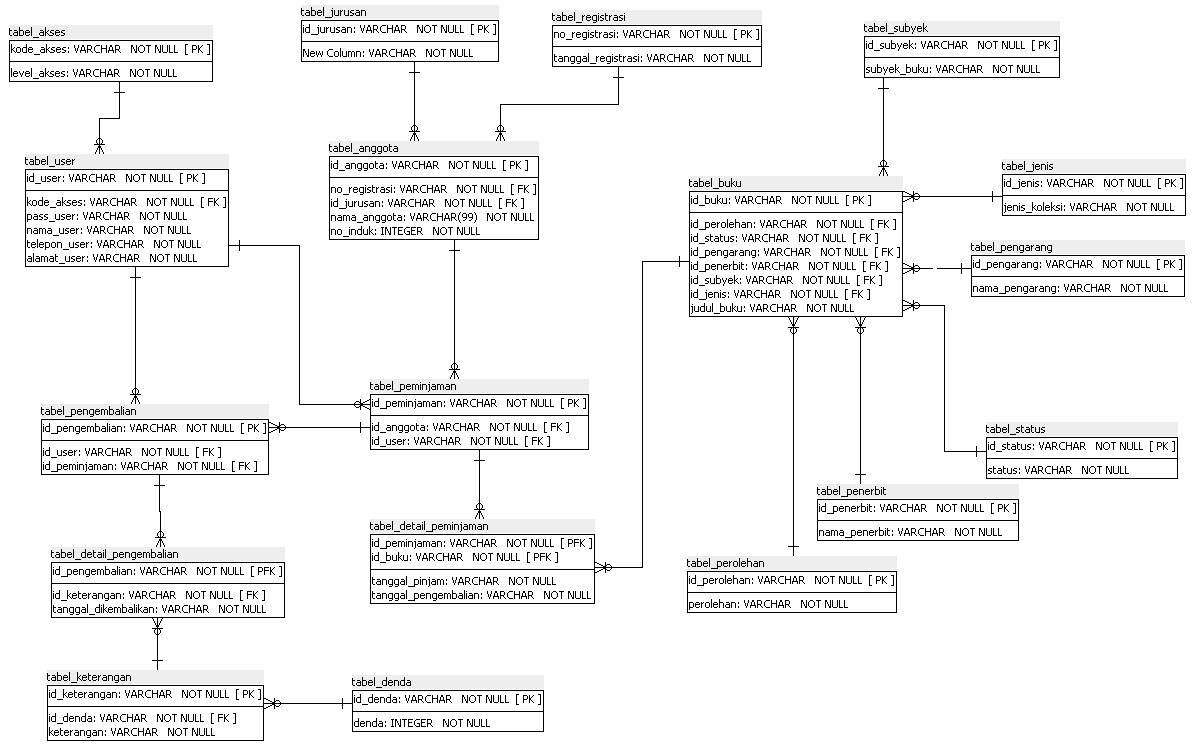 tabel_akses
kode_akses: VARCHAR NOT NULL [ PK ]
level_akses: VARCHAR NOT NULL
tabel_jurusan
id_jurusan: VARCHAR NOT NULL [ PK ]
New Column: VARCHAR NOT NULL
tabel_registrasi
no_registrasi: VARCHAR NOT NULL [ PK ]
tanggal_registrasi: VARCHAR NOT NULL
tabel_subyek
id_subyek: VARCHAR NOT NULL [ PK ]
subyek_buku: VARCHAR NOT NULL
tabel_user
id_user: VARCHAR NOT NULL [ PK ]
kode_akses: VARCHAR NOT NULL [ FK ]
pass_user: VARCHAR NOT NULL
nama_user: VARCHAR NOT NULL
telepon_user: VARCHAR NOT NULL
alamat_user: VARCHAR NOT NULL
tabel_anggota
id_anggota: VARCHAR NOT NULL [ PK ]
no_registrasi: VARCHAR NOT NULL [ FK ]
id_jurusan: VARCHAR NOT NULL [ FK ]
nama_anggota: VARCHAR(99) NOT NULL
no_induk: INTEGER NOT NULL
tabel_buku
id_buku: VARCHAR NOT NULL [ PK ]
id_perolehan: VARCHAR NOT NULL [ FK ]
id_status: VARCHAR NOT NULL [ FK ]
id_pengarang: VARCHAR NOT NULL [ FK ]
id_penerbit: VARCHAR NOT NULL [ FK ]
id_subyek: VARCHAR NOT NULL [ FK ]
id_jenis: VARCHAR NOT NULL [ FK ]
judul_buku: VARCHAR NOT NULL
tabel_jenis
id_jenis: VARCHAR NOT NULL [ PK ]
jenis_koleksi: VARCHAR NOT NULL
tabel_pengarang
id_pengarang: VARCHAR NOT NULL [ PK ]
nama_pengarang: VARCHAR NOT NULL
tabel_pengembalian
id_pengembalian: VARCHAR NOT NULL [ PK ]
id_user: VARCHAR NOT NULL [ FK ]
id_peminjaman: VARCHAR NOT NULL [ FK ]
tabel_peminjaman
id_peminjaman: VARCHAR NOT NULL [ PK ]
id_anggota: VARCHAR NOT NULL [ FK ]
id_user: VARCHAR NOT NULL [ FK ]
tabel_status
id_status: VARCHAR NOT NULL [ PK ]
status: VARCHAR NOT NULL
tabel_penerbit
id_penerbit: VARCHAR NOT NULL [ PK ]
nama_penerbit: VARCHAR NOT NULL
tabel_detail_pengembalian
id_pengembalian: VARCHAR NOT NULL [ PFK ]
id_keterangan: VARCHAR NOT NULL [ FK ]
tanggal_dikembalikan: VARCHAR NOT NULL
tabel_detail_peminjaman
id_peminjaman: VARCHAR NOT NULL [ PFK ]
id_buku: VARCHAR NOT NULL [ PFK ]
tanggal_pinjam: VARCHAR NOT NULL
tanggal_pengembalian: VARCHAR NOT NULL
tabel_perolehan
id_perolehan: VARCHAR NOT NULL [ PK ]
perolehan: VARCHAR NOT NULL
tabel_keterangan
id_keterangan: VARCHAR NOT NULL [ PK ]
id_denda: VARCHAR NOT NULL [ FK ]
keterangan: VARCHAR NOT NULL
tabel_denda
id_denda: VARCHAR NOT NULL [ PK ]
denda: INTEGER NOT NULL